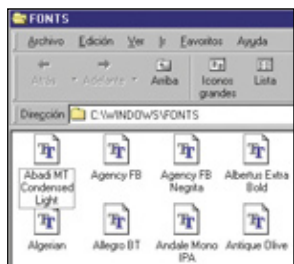 FONTS
Archivo Edición Ver Ir Favoritos Ayuda
Atrás Adelante Arriba Iconos grandes Lista
Dirección C:\WINDOWS\FONTS
Abadi MT Condensed Light
Agency FB
Agency FB Negrita
Albertus Extra Bold
Algerian
Allegro BT
Andale Mono IPA
Antique Olive